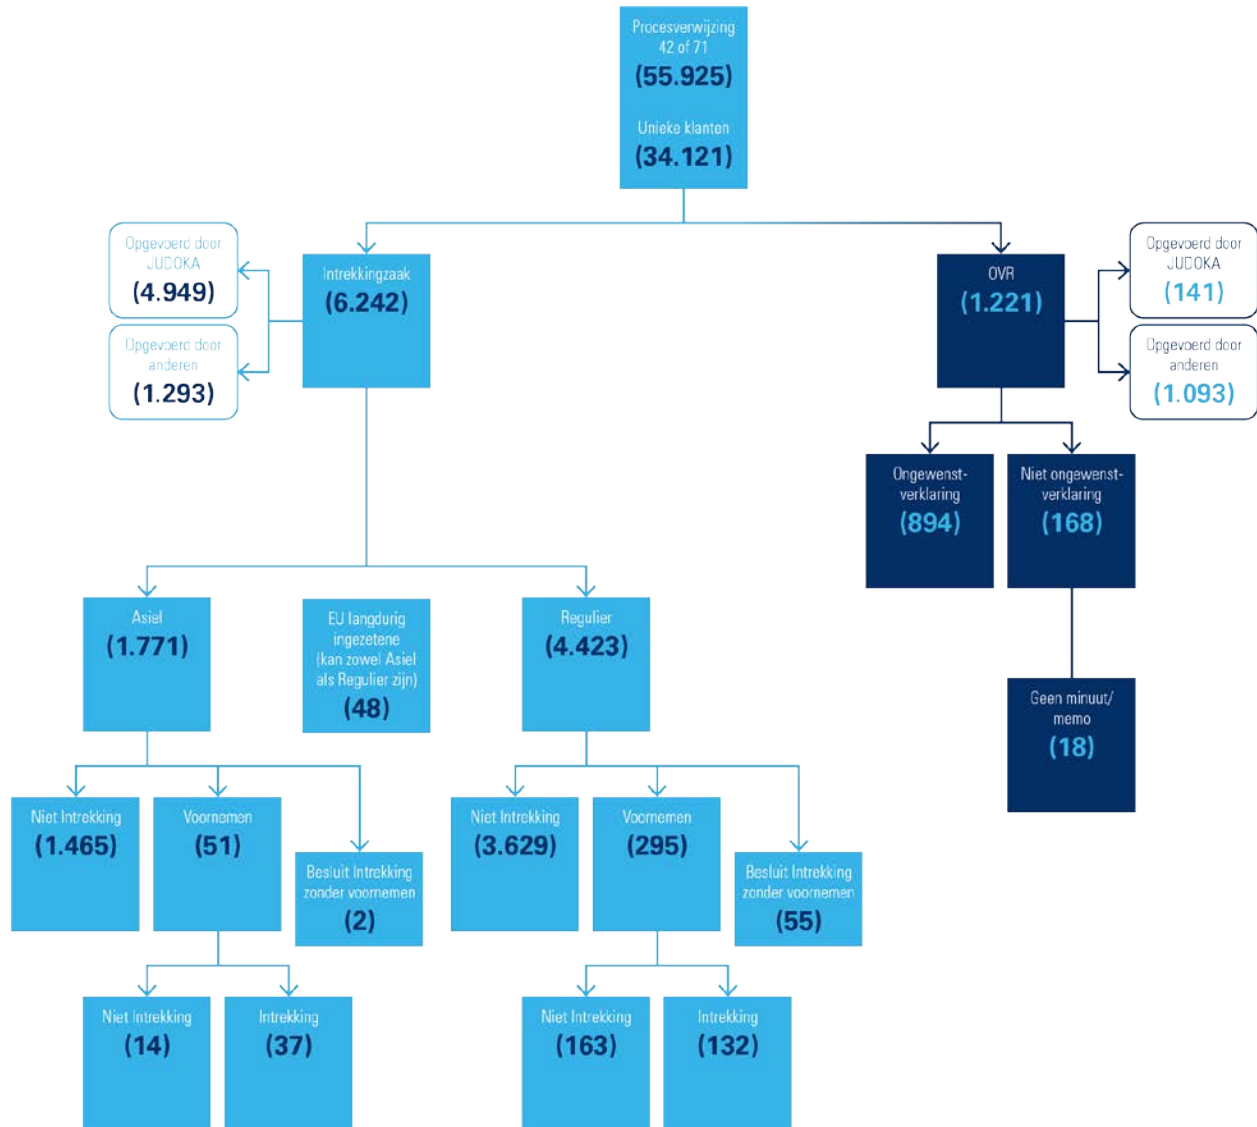 Procesverwijzing
42 of 71
(55.925)
Unieke klanten
(34.121)
Opgevoerd door
JUDOKA
(4.949)
Opgevoerd door
anderen
(1.293)
Intrekkingzaak
(6.242)
OVR
(1.221)
Opgevoerd door
JUDOKA
(141)
Opgevoerd door
anderen
(1.093)
Ongewenst-
verklaring
(894)
Niet ongewenst-
verklaring
(168)
Geen minuut/
memo
(18)
Asiel
(1.771)
EU langdurig
ingezetene
(kan zowel Asiel
als Regulier zijn)
(48)
Regulier
(4.423)
Niet Intrekking
(1.465)
Voornemen
(51)
Besluit Intrekking
zonder voornemen
(2)
Niet Intrekking
(3.629)
Voornemen
(295)
Besluit Intrekking
zonder voornemen
(55)
Niet Intrekking
(14)
Intrekking
(37)
Niet Intrekking
(163)
Intrekking
(132)